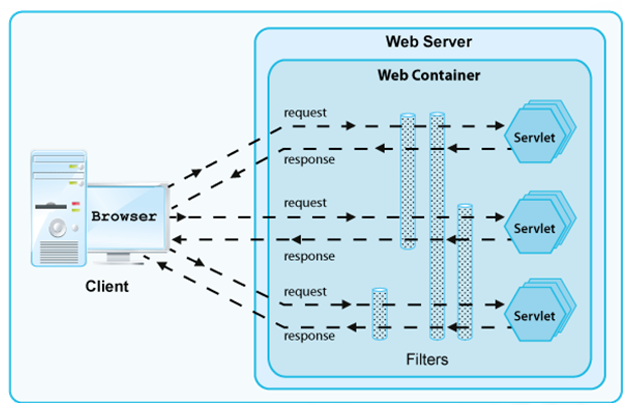 Web Server
Web Container
request
Servlet
response
Browser
request
Servlet
response
Client
request
Servlet
response
Filters